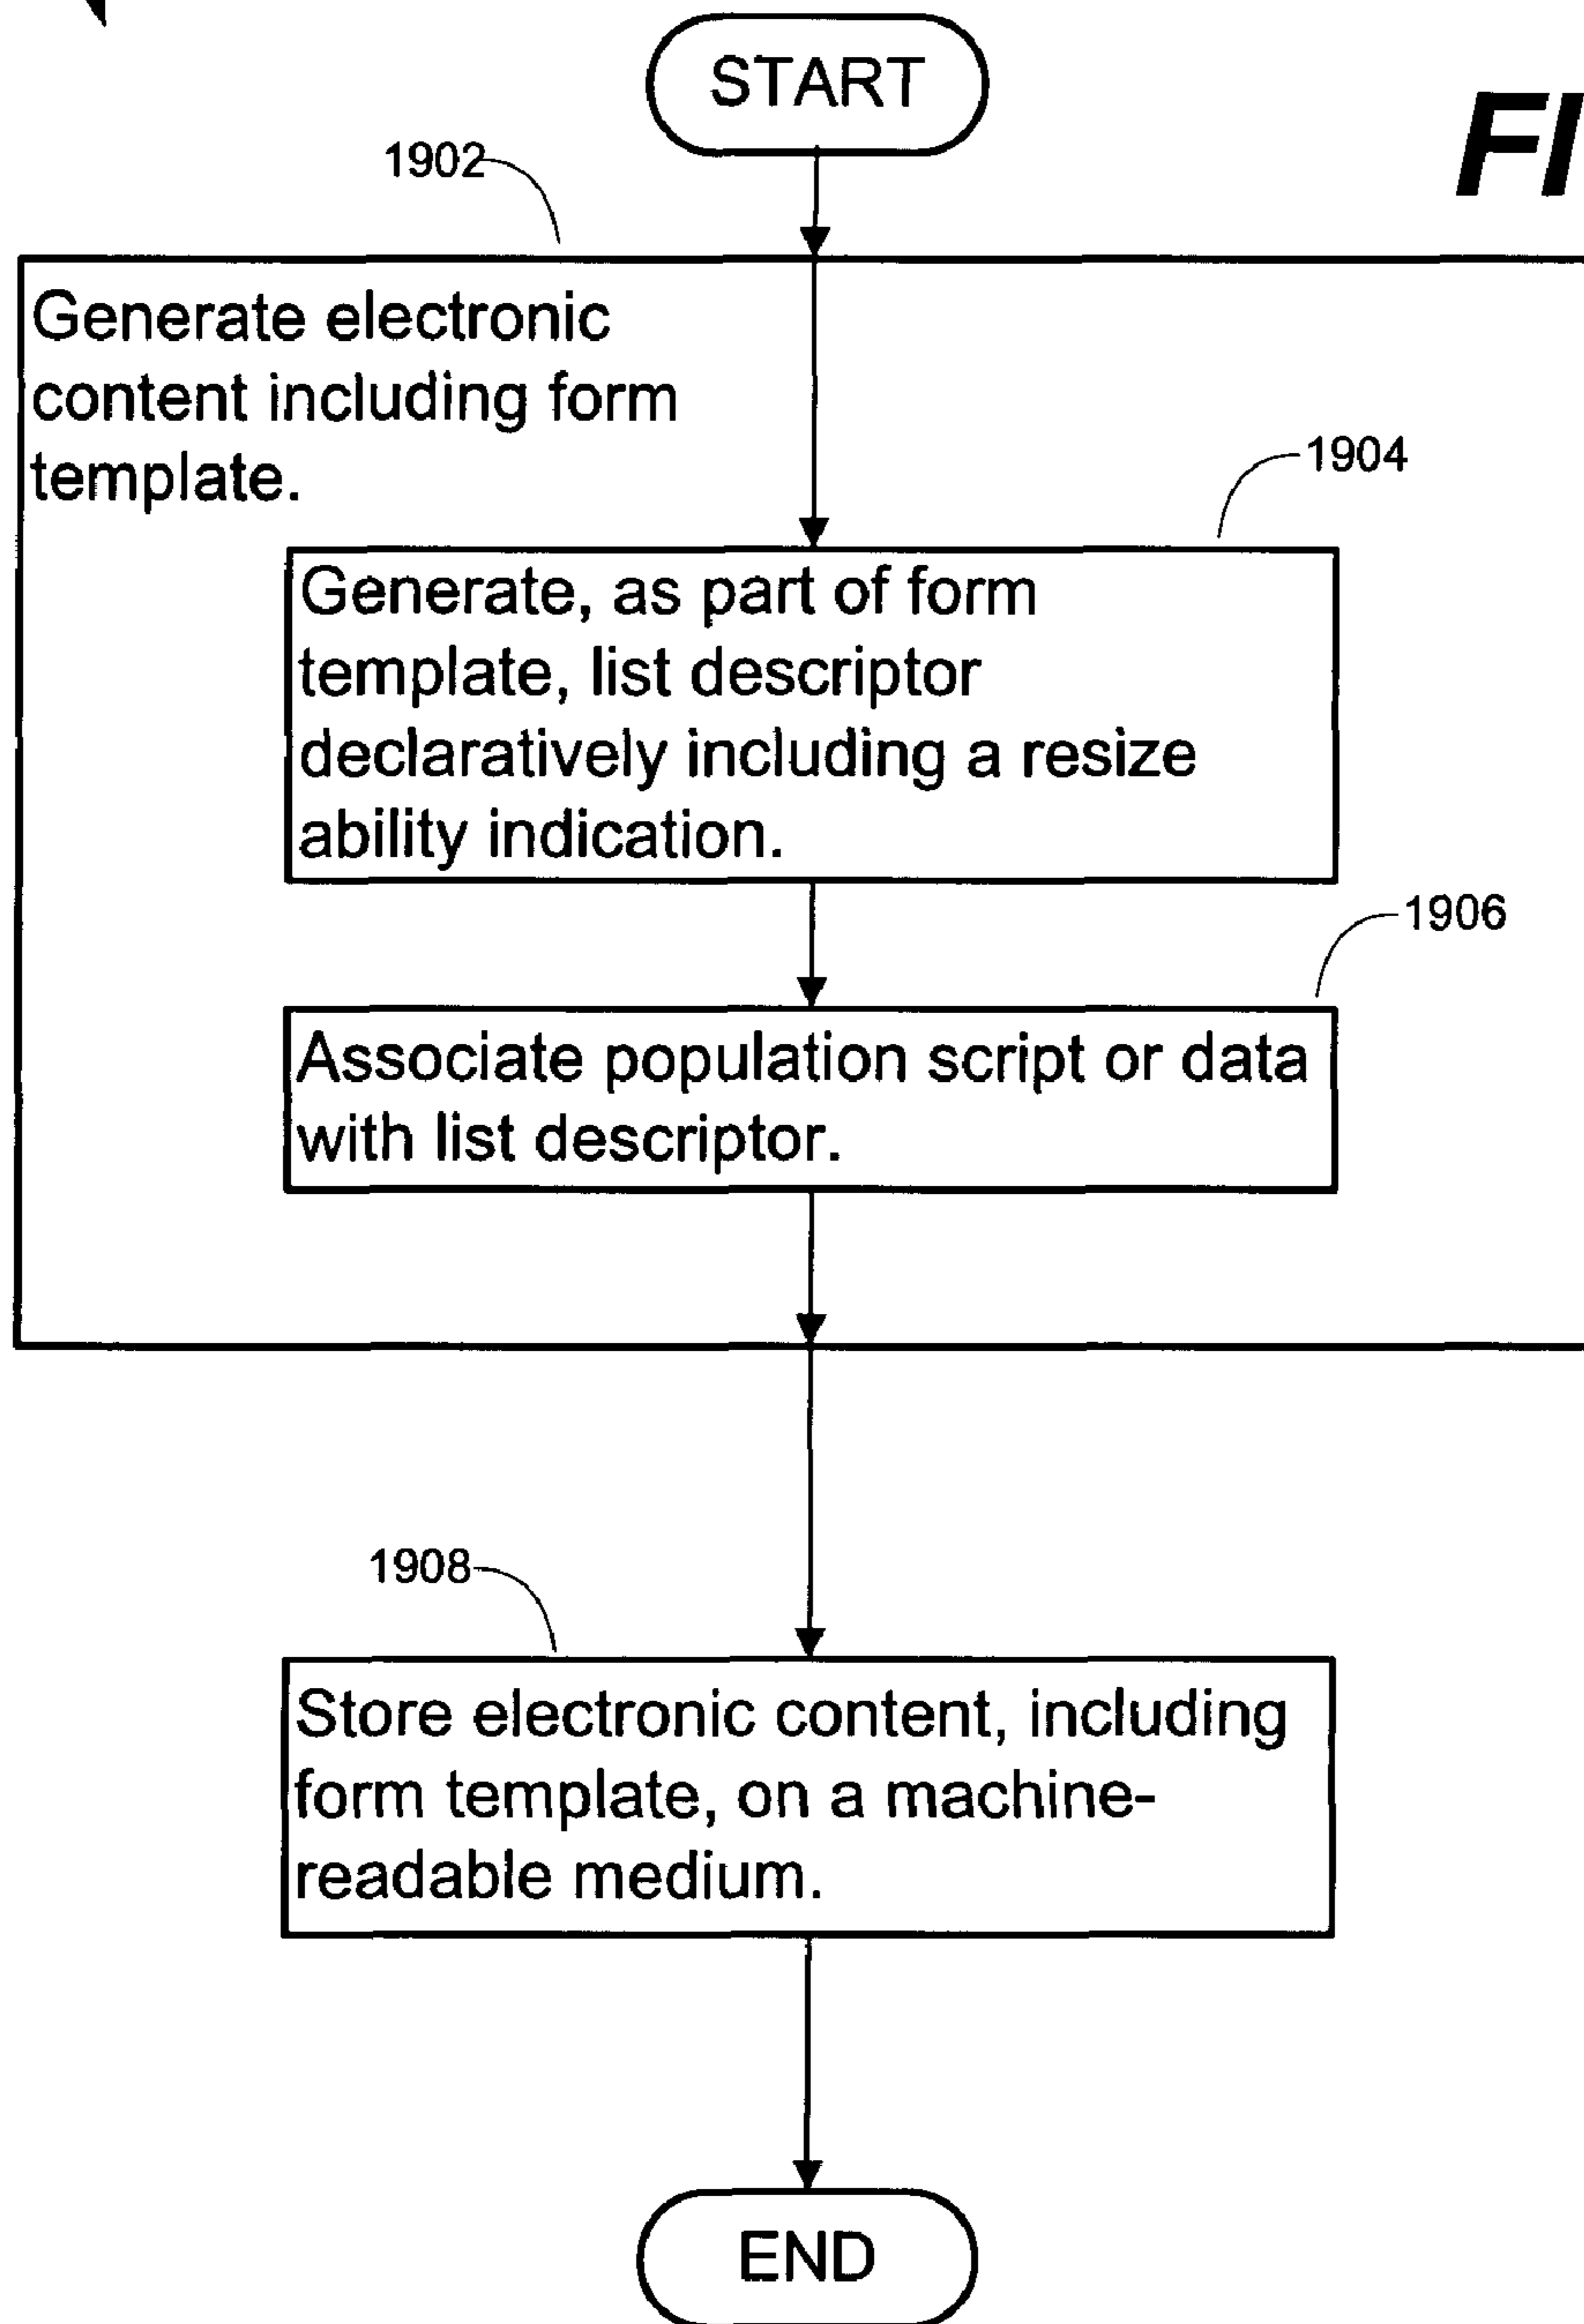 START
FI
1902
Generate electronic
content including form
template.
1904
Generate, as part of form
template, list descriptor
declaratively including a resize
ability indication.
1906
Associate population script or data
with list descriptor.
1908
Store electronic content, including
form template, on a machine-
readable medium.
END